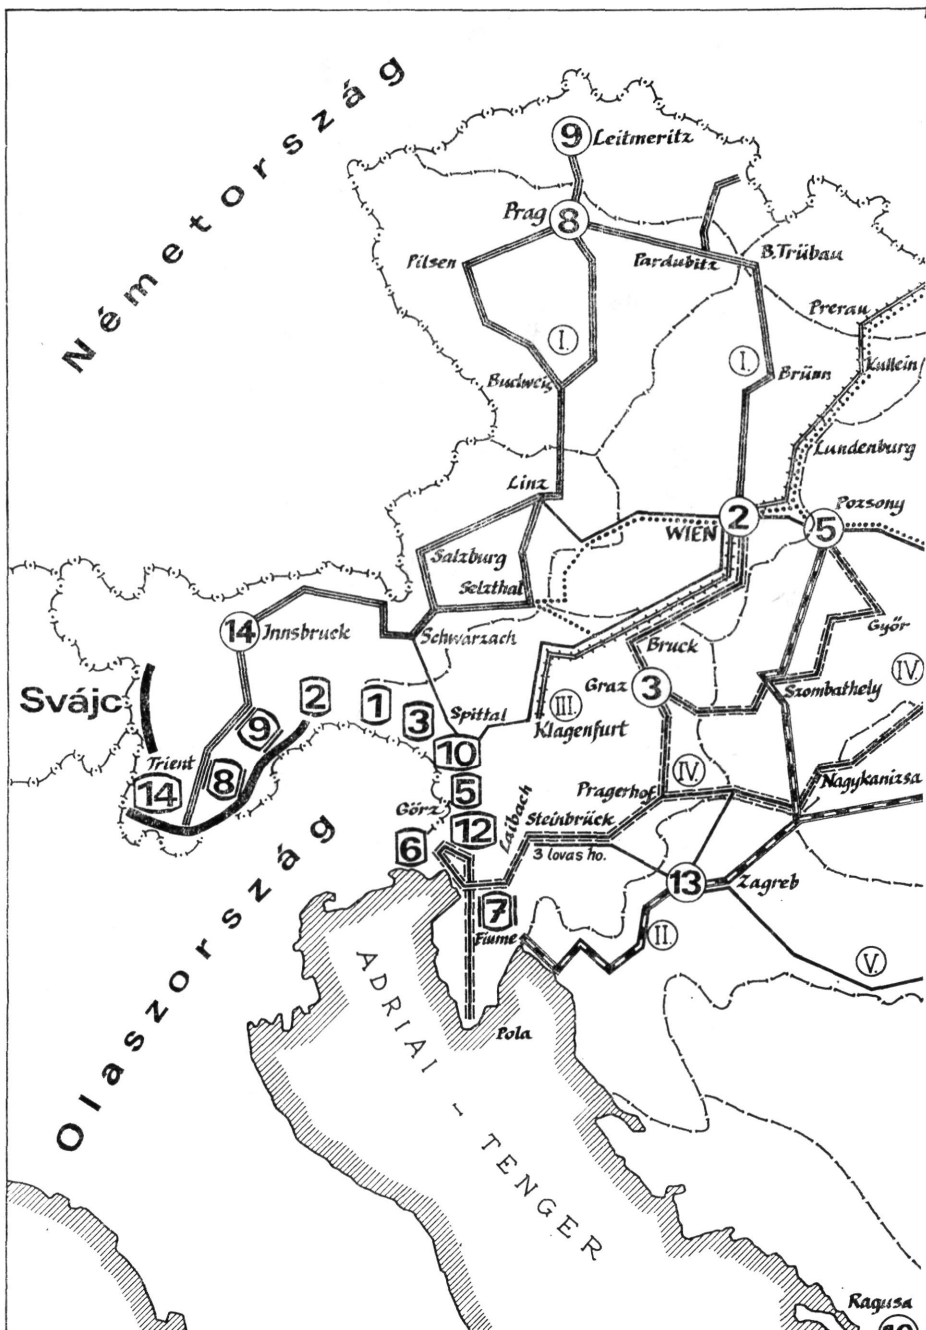 Németország
9
Leitmeritz
Prag
8
Pilsen
Pardubitz
B.Trübau
Prerau
I.
I.
Kullein
Budweis
Brünn
Lundenburg
Linz
Pozsony
WIEN
2
5
Salzburg
Selzthal
14
Innsbruck
Schwarzach
Bruck
Győr
Svájc
2
1
3
Spittal
III.
Klagenfurt
Graz
3
Szombathely
IV.
9
10
Trient
14
8
5
Pragerhof
IV.
Nagykanizsa
Görz
12
Laibach
Steinbrück
6
3 lovas ho.
13
Zagreb
7
Fiume
II.
V.
Olaszország
Pola
ADRIAI - TENGER
Ragusa